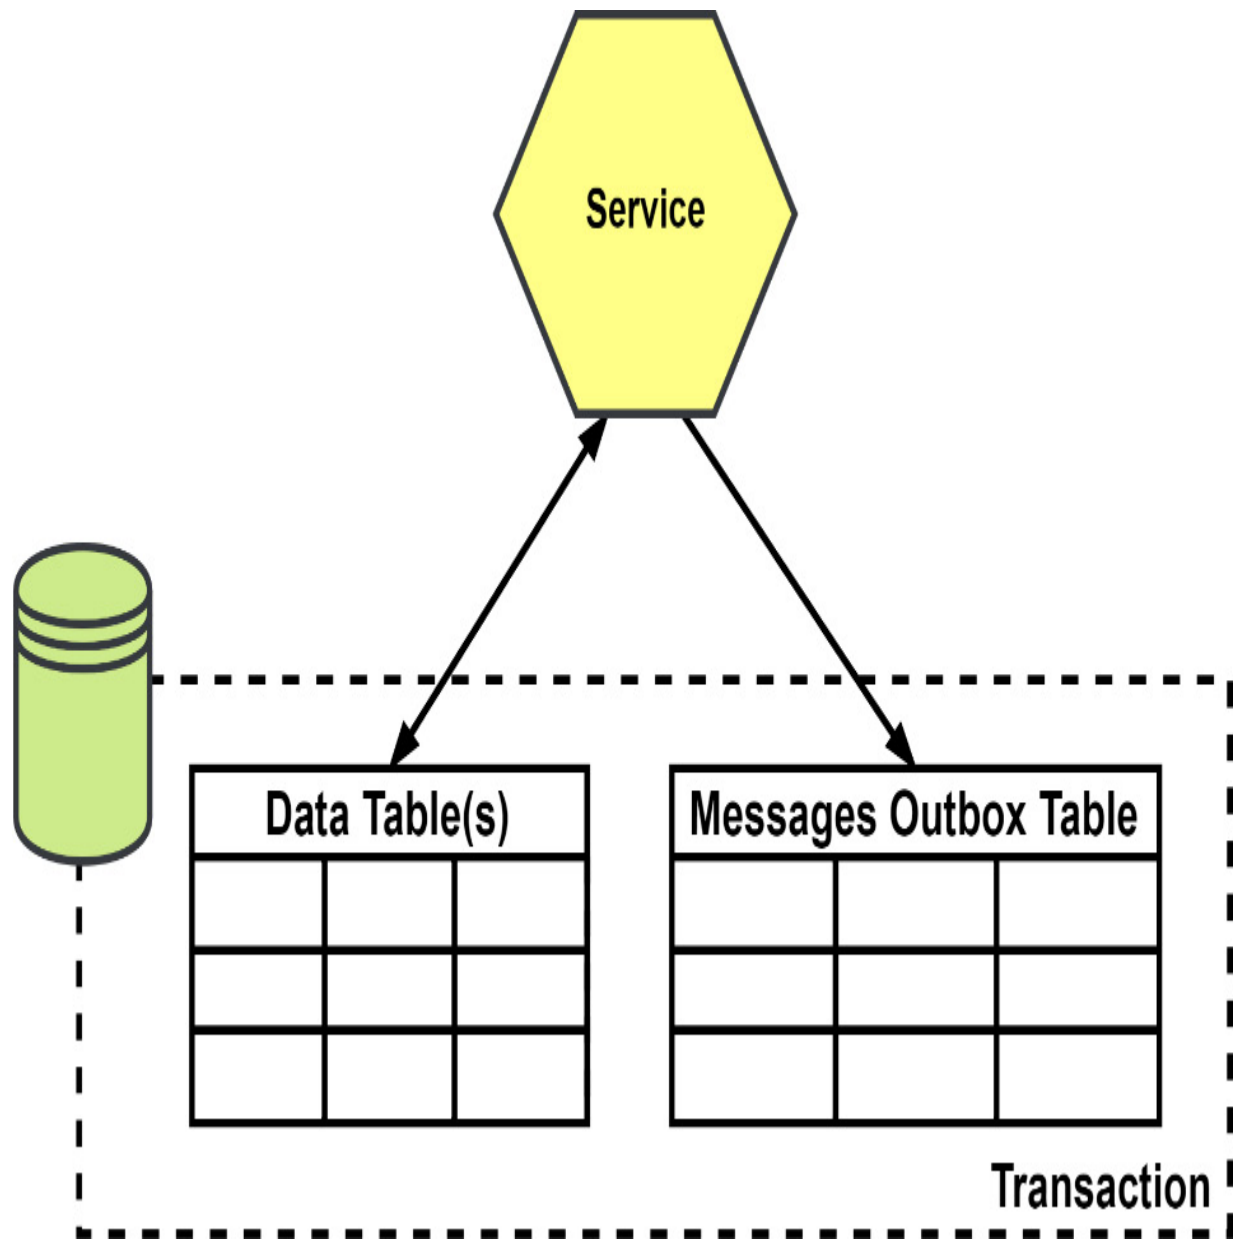 Service
Data Table(s)
Messages Outbox Table
Transaction